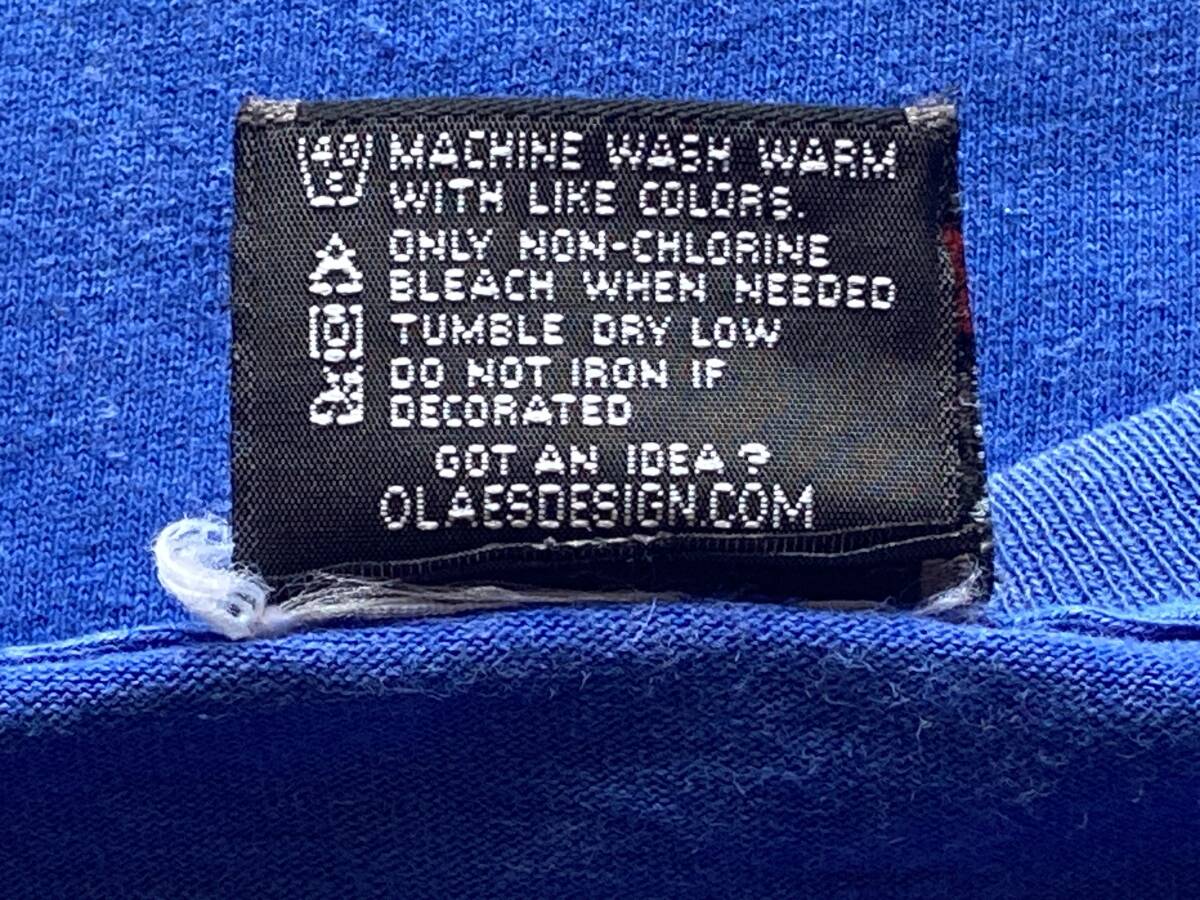 40 MACHINE WASH WARM
WITH LIKE COLORS.
ONLY NON-CHLORINE
BLEACH WHEN NEEDED
TUMBLE DRY LOW
DO NOT IRON IF
DECORATED
GOT AN IDEA?
OLAESDESIGN.COM